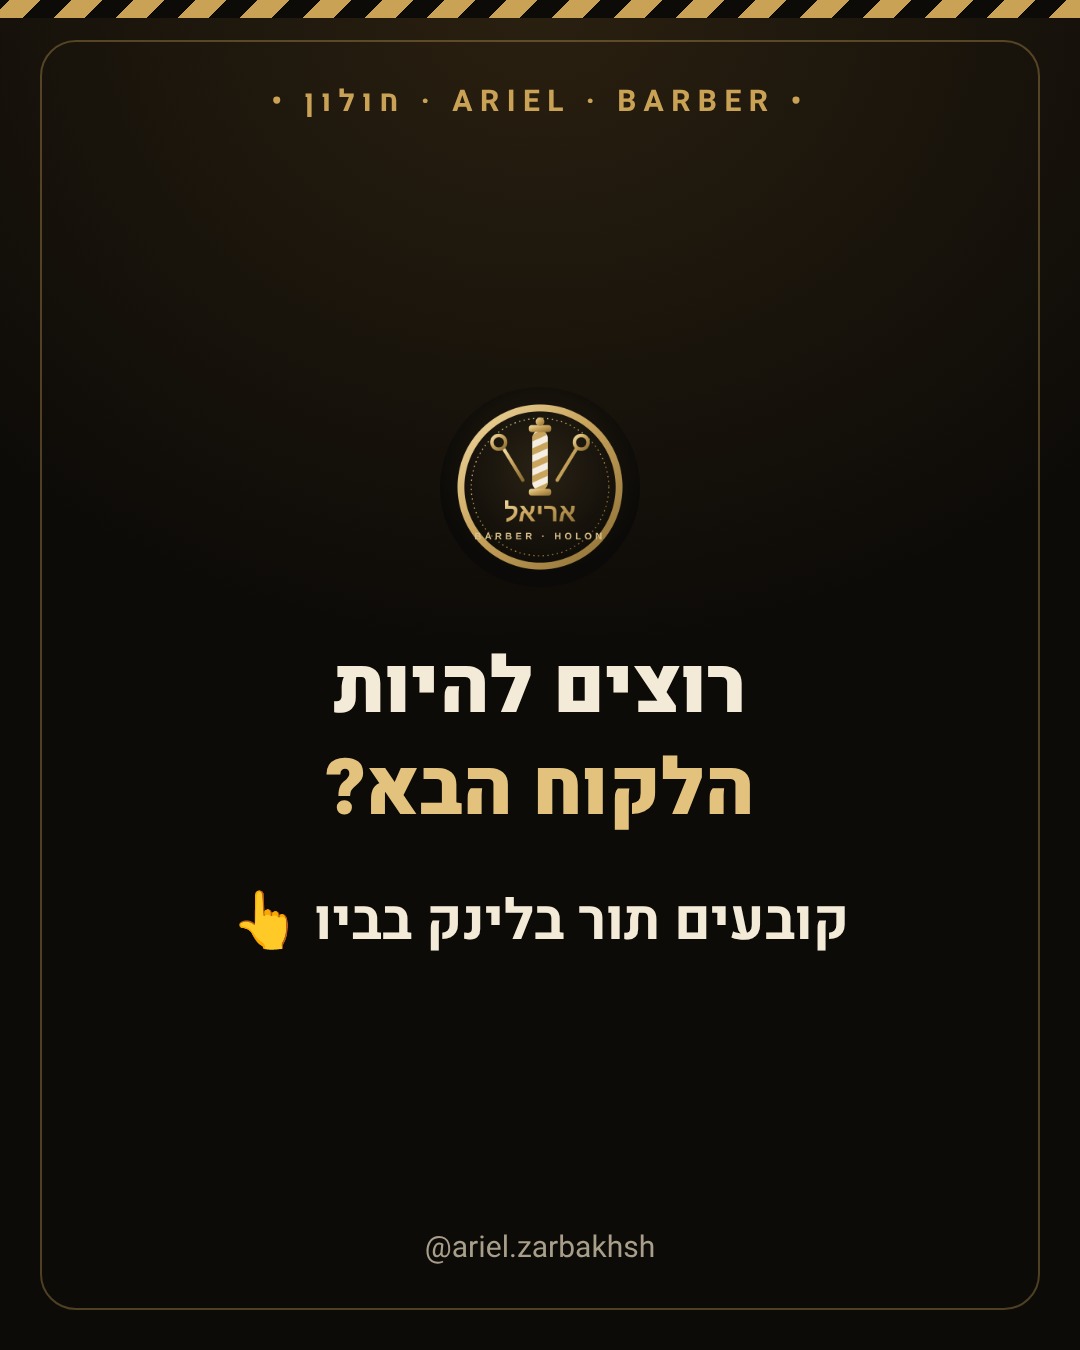 • חולון · ARIEL · BARBER •
אריאל
BARBER · HOLON
רוצים להיות
הלקוח הבא?
קובעים תור בלינק בביו 👆
@ariel.zarbakhsh